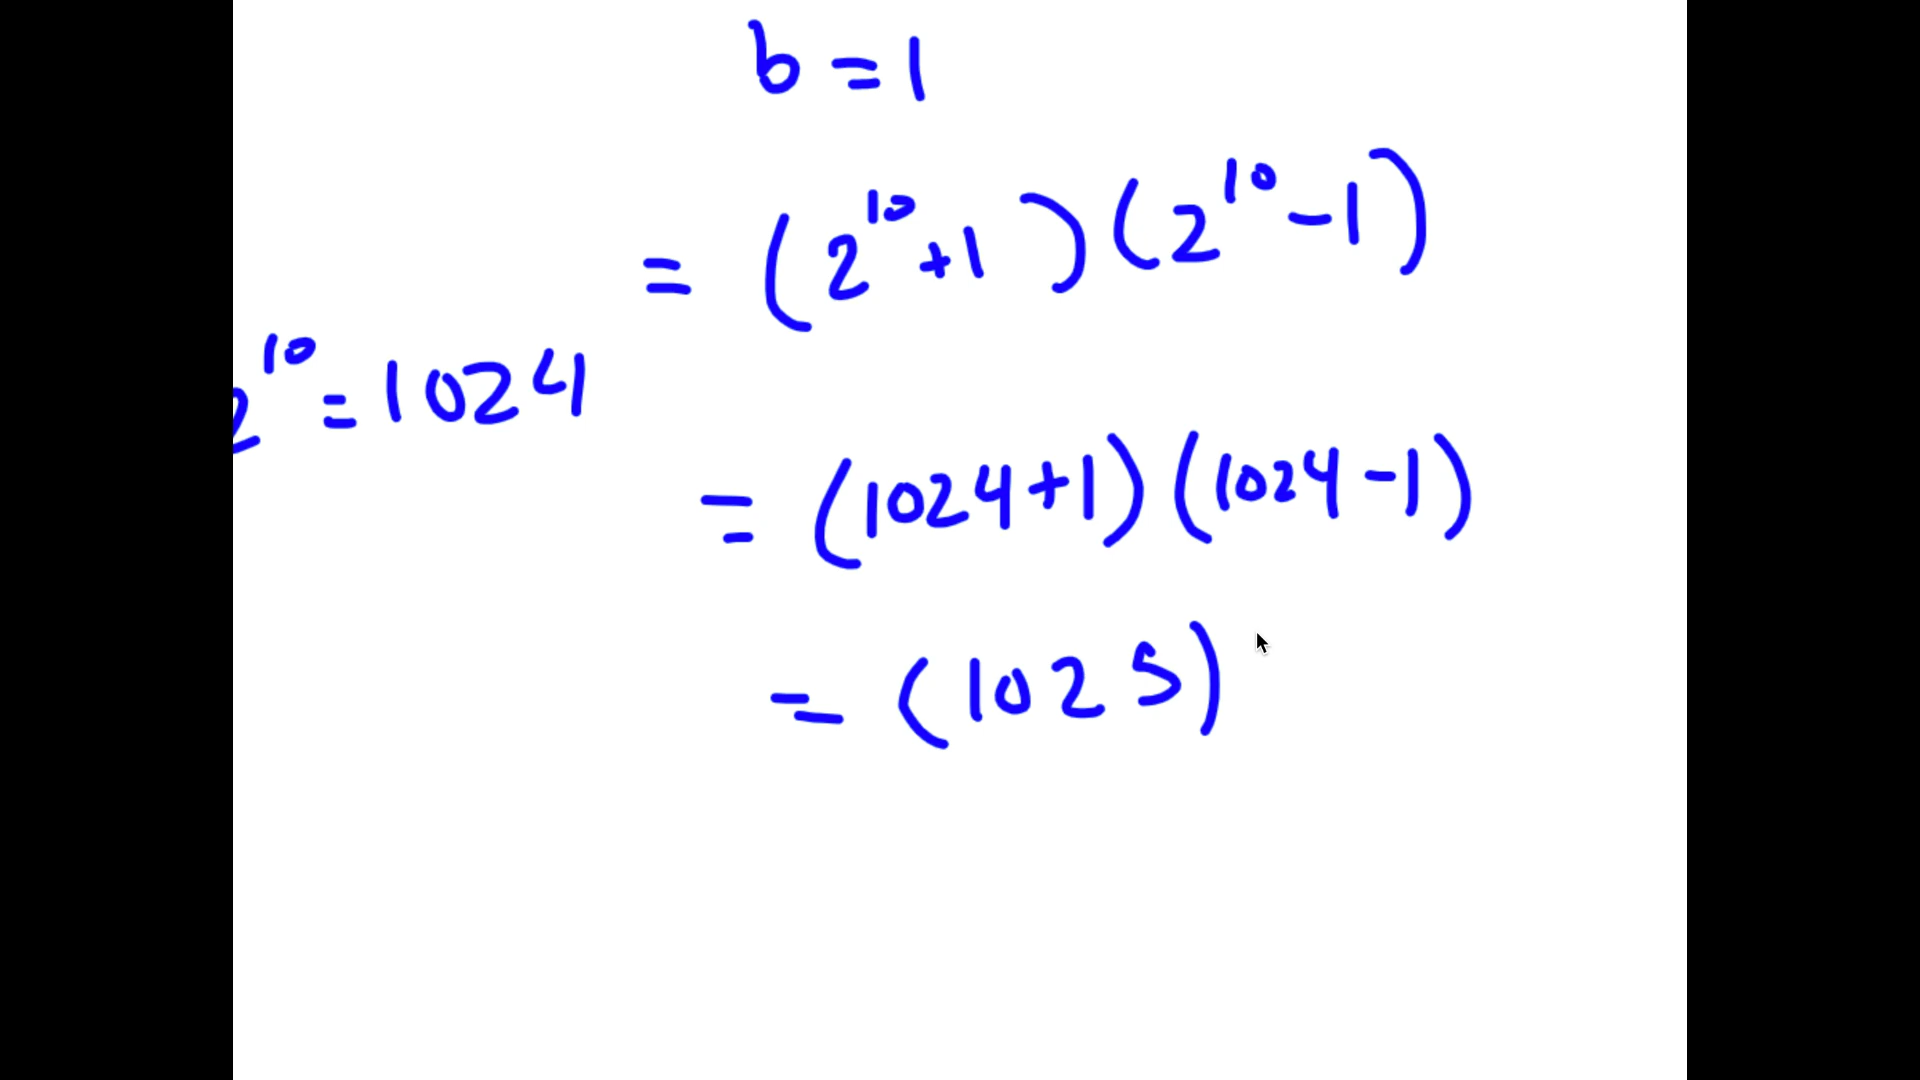 b = 1
= (2^10 + 1) (2^10 - 1)
2^10 = 1024
= (1024 + 1) (1024 - 1)
= (1025)